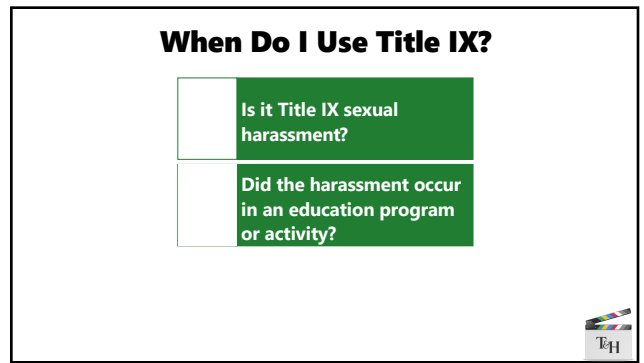 When Do I Use Title IX?
Is it Title IX sexual
harassment?
Did the harassment occur
in an education program
or activity?
T&H